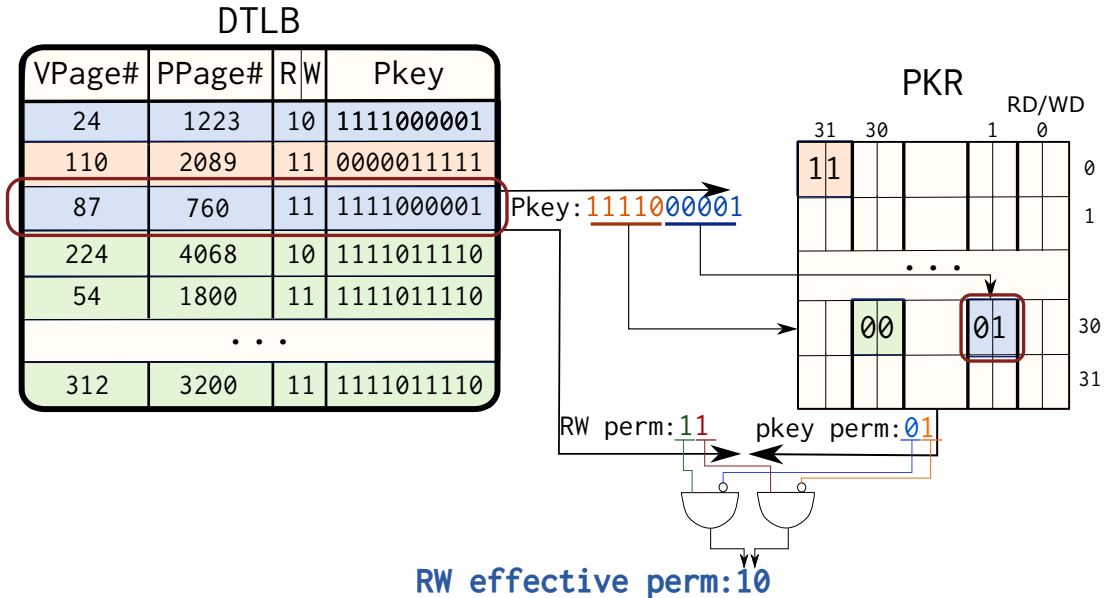 DTLB
VPage# PPage# R W Pkey
24 1223 10 1111000001
110 2089 11 0000011111
87 760 11 1111000001
224 4068 10 1111011110
54 1800 11 1111011110
...
312 3200 11 1111011110
Pkey:1111000001
PKR
RD/WD
31 30 1 0
11 0
1
...
00 01 30
31
RW perm:11
pkey perm:01
RW effective perm:10